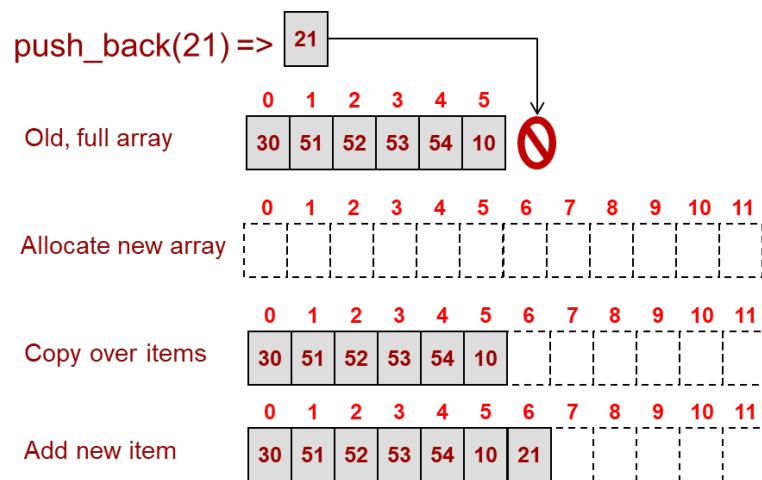 push_back(21) => 21
0 1 2 3 4 5
Old, full array 30 51 52 53 54 10
0 1 2 3 4 5 6 7 8 9 10 11
Allocate new array
0 1 2 3 4 5 6 7 8 9 10 11
Copy over items 30 51 52 53 54 10
0 1 2 3 4 5 6 7 8 9 10 11
Add new item 30 51 52 53 54 10 21